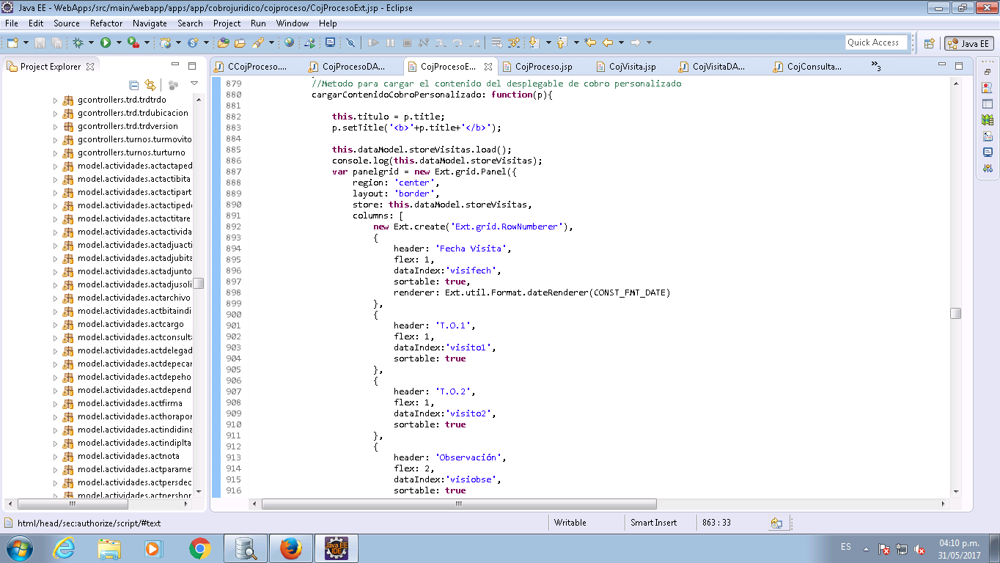 Java EE - WebApps/src/main/webapp/apps/app/cobrojuridico/cojproceso/CojProcesoExt.jsp - Eclipse
File Edit Source Refactor Navigate Search Project Run Window Help
Quick Access Java EE
Project Explorer
CCojProceso.... CojProcesoDA... CojProcesoE... CojProceso.jsp CojVisita.jsp CojVisitaDA... CojConsulta... »3
gcontrollers.trd.trdtrdo
gcontrollers.trd.trdubicacion
gcontrollers.trd.trdversion
gcontrollers.turnos.turmovito
gcontrollers.turnos.turturno
model.actividades.actactaped
model.actividades.actactibita
model.actividades.actactipart
model.actividades.actactipedo
model.actividades.actactitare
model.actividades.actactivida
model.actividades.actadjuacti
model.actividades.actadjubita
model.actividades.actadjunto
model.actividades.actadjusoli
model.actividades.actarchivo
model.actividades.actbitaindi
model.actividades.actcargo
model.actividades.actconsulta
model.actividades.actdelegad
model.actividades.actdepecar
model.actividades.actdepeho
model.actividades.actdepend
model.actividades.actfirma
model.actividades.acthorapor
model.actividades.actindidina
model.actividades.actindiplta
model.actividades.actnota
model.actividades.actparamet
model.actividades.actpersdec
model.actividades.actpershor
879 //Metodo para cargar el contenido del desplegable de cobro personalizado
880 cargarContenidoCobroPersonalizado: function(p){
881
882 this.titulo = p.title;
883 p.setTitle('<b>'+p.title+'</b>');
884
885 this.dataModel.storeVisitas.load();
886 console.log(this.dataModel.storeVisitas);
887 var panelgrid = new Ext.grid.Panel({
888 region: 'center',
889 layout: 'border',
890 store: this.dataModel.storeVisitas,
891 columns: [
892 new Ext.create('Ext.grid.RowNumberer'),
893 {
894 header: 'Fecha Visita',
895 flex: 1,
896 dataIndex:'visifech',
897 sortable: true,
898 renderer: Ext.util.Format.dateRenderer(CONST_FMT_DATE)
899 },
900 {
901 header: 'T.O.1',
902 flex: 1,
903 dataIndex:'visito1',
904 sortable: true
905 },
906 {
907 header: 'T.O.2',
908 flex: 1,
909 dataIndex:'visito2',
910 sortable: true
911 },
912 {
913 header: 'Observación',
914 flex: 2,
915 dataIndex:'visiobse',
916 sortable: true
html/head/sec:authorize/script/#text Writable Smart Insert 863 : 33
Java EE IDE
ES
04:10 p.m.
31/05/2017